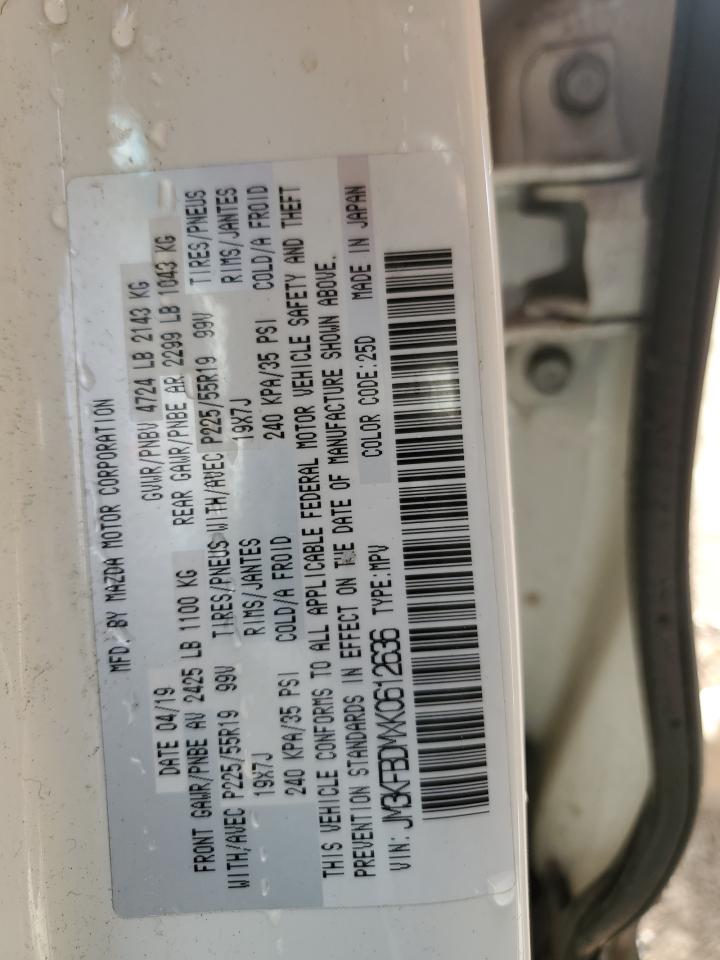 MFD. BY MAZDA MOTOR CORPORATION
DATE 04/19 GVWR/PNBV 4724 LB 2143 KG
FRONT GAWR/PNBE AV 2425 LB 1100 KG REAR GAWR/PNBE AR 2299 LB 1043 KG
WITH/AVEC P225/55R19 99V TIRES/PNEUS WITH/AVEC P225/55R19 99V TIRES/PNEUS
19X7J RIMS/JANTES 19X7J RIMS/JANTES
240 KPA/35 PSI COLD/A FROID 240 KPA/35 PSI COLD/A FROID
THIS VEHICLE CONFORMS TO ALL APPLICABLE FEDERAL MOTOR VEHICLE SAFETY AND THEFT
PREVENTION STANDARDS IN EFFECT ON THE DATE OF MANUFACTURE SHOWN ABOVE.
VIN: JM3KFBDMXK0612636 TYPE:MPV COLOR CODE:25D MADE IN JAPAN